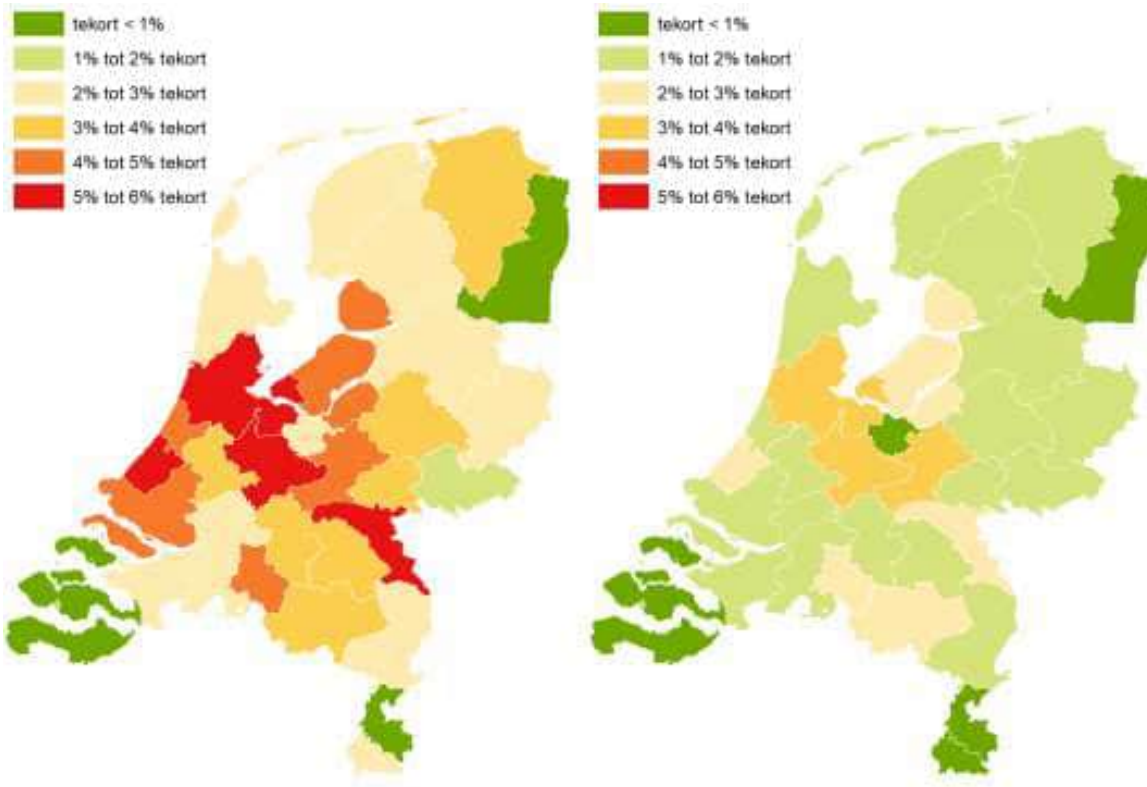 tekort < 1%
1% tot 2% tekort
2% tot 3% tekort
3% tot 4% tekort
4% tot 5% tekort
5% tot 6% tekort
tekort < 1%
1% tot 2% tekort
2% tot 3% tekort
3% tot 4% tekort
4% tot 5% tekort
5% tot 6% tekort